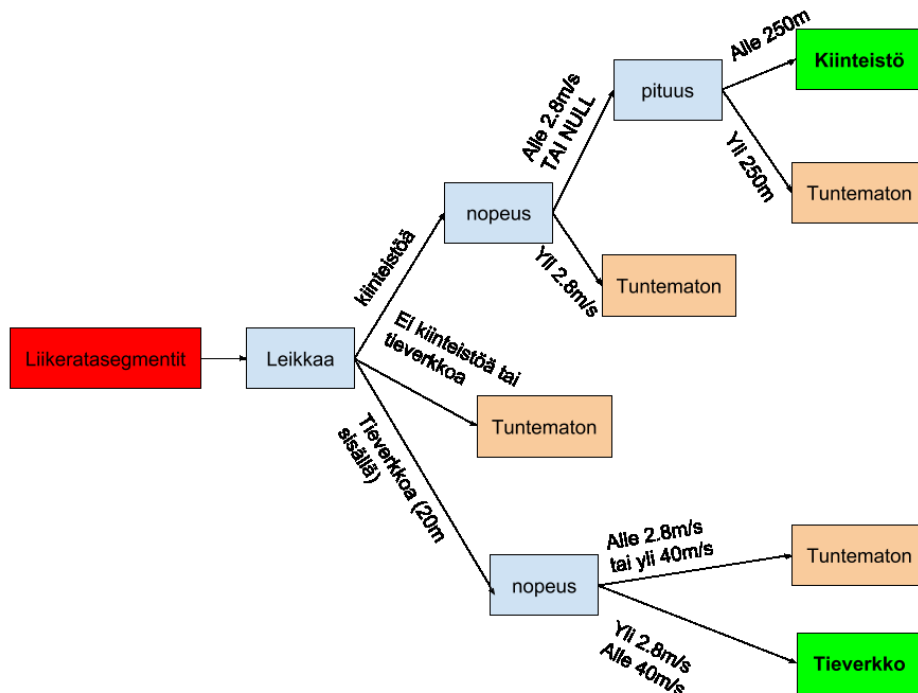 Alle 250m
Kiinteistö
pituus
Alle 2.8m/s
TAI NULL
Yli 250m
Tuntematon
nopeus
kiinteistöä
Yli 2.8m/s
Tuntematon
Liikeratasegmentit
Leikkaa
Ei kiinteistöä tai
tieverkkoa
Tuntematon
Tieverkkoa (20m
sisällä)
nopeus
Alle 2.8m/s
tai yli 40m/s
Tuntematon
Yli 2.8m/s
Alle 40m/s
Tieverkko